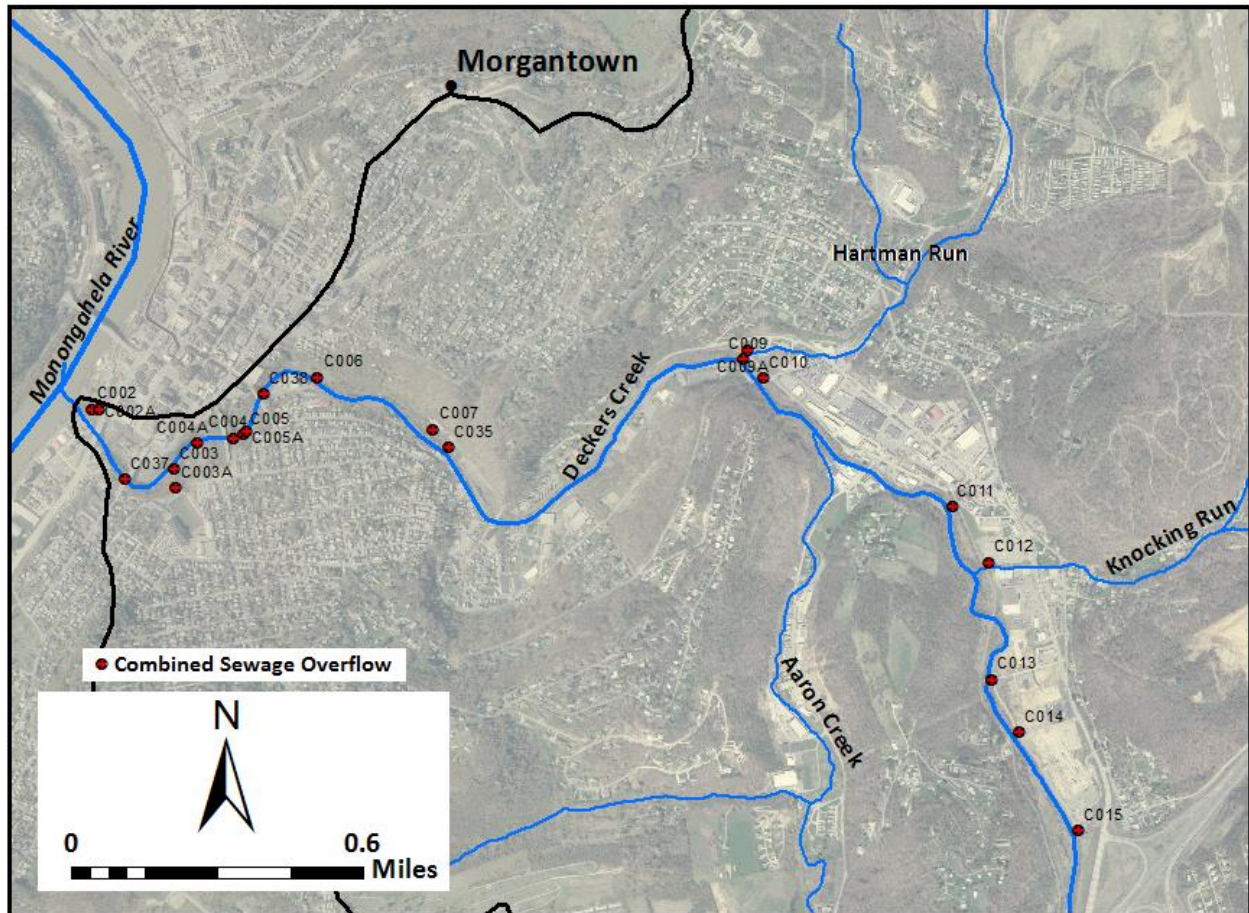 Morgantown
Monongahela River
Hartman Run
C009
C009A
C010
C006
C038
C002
C002A
C007
C004
C005
C004A
C005A
C035
Deckers Creek
C003
C037
C003A
C011
C012
Knocking Run
Combined Sewage Overflow
C013
Aaron Creek
C014
N
C015
0 0.6
Miles